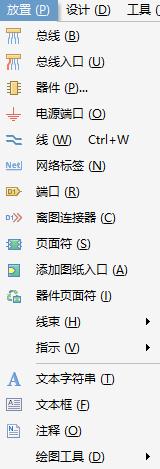 放置 (P) 设计 (D) 工具 (
总线 (B)
总线入口 (U)
器件 (P)...
电源端口 (O)
线 (W) Ctrl+W
Net 网络标签 (N)
D1 端口 (R)
D1 离图连接器 (C)
页面符 (S)
添加图纸入口 (A)
器件页面符 (I)
线束 (H)
指示 (V)
A 文本字符串 (T)
A 文本框 (F)
注释 (O)
绘图工具 (D)